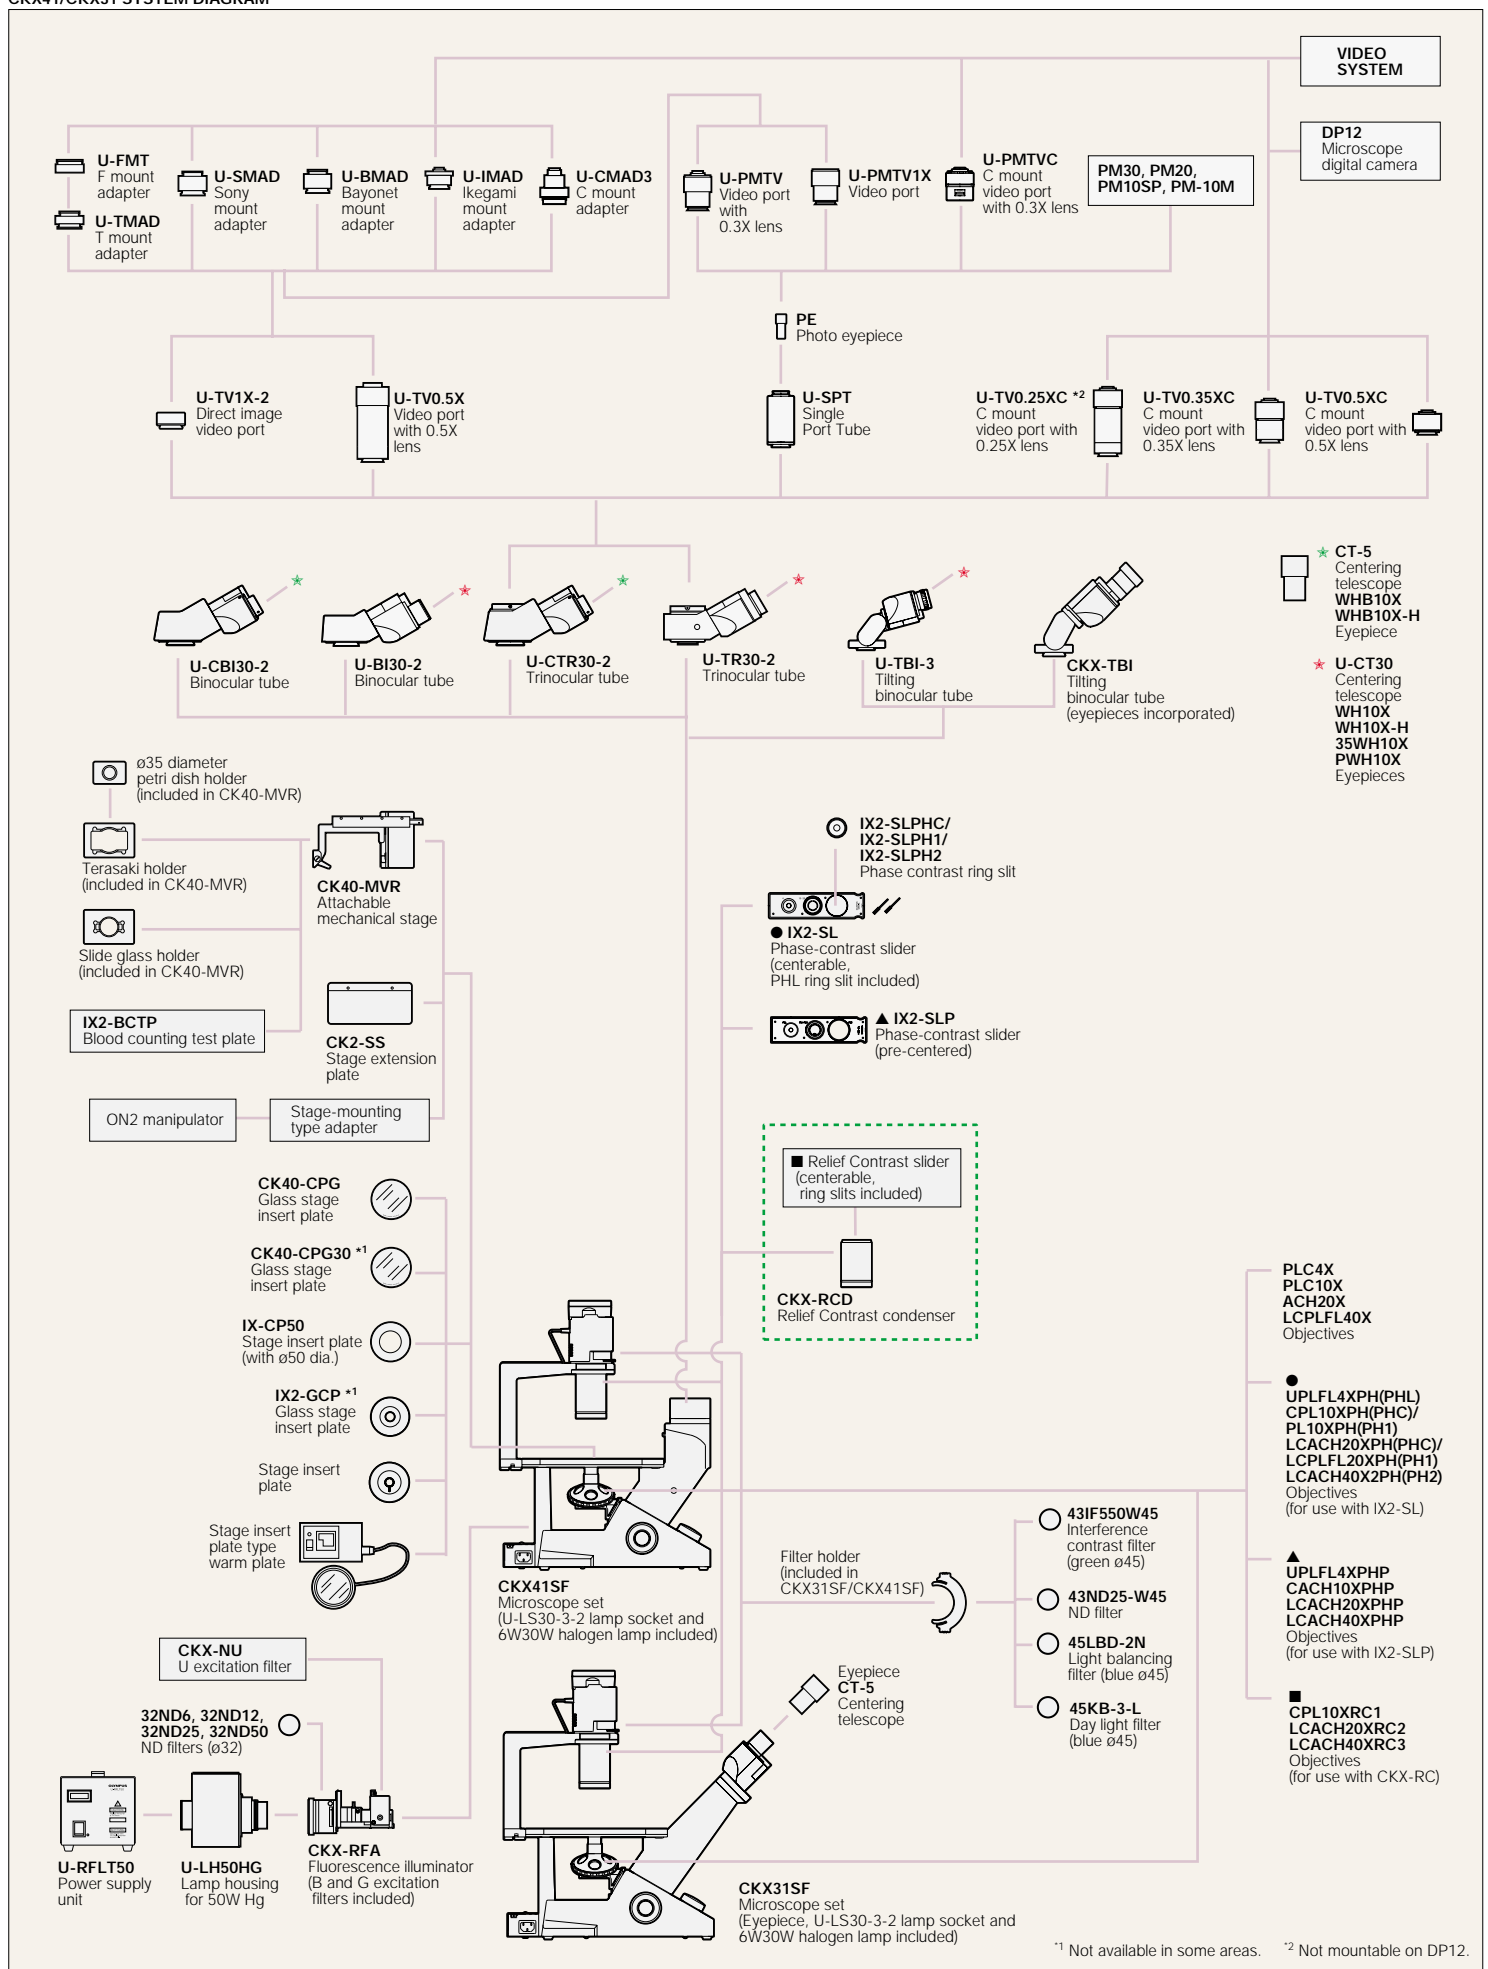 CKX41/CKX31 SYSTEM DIAGRAM
VIDEO
SYSTEM
DP12
Microscope
digital camera
U-FMT
F mount
adapter
U-TMAD
T mount
adapter
U-SMAD
Sony
mount
adapter
U-BMAD
Bayonet
mount
adapter
U-IMAD
Ikegami
mount
adapter
U-CMAD3
C mount
adapter
U-PMTV
Video port
with
0.3X lens
U-PMTV1X
Video port
U-PMTVC
C mount
video port
with 0.3X lens
PM30, PM20,
PM10SP, PM-10M
PE
Photo eyepiece
U-TV1X-2
Direct image
video port
U-TV0.5X
Video port
with 0.5X
lens
U-SPT
Single
Port Tube
U-TV0.25XC *2
C mount
video port with
0.25X lens
U-TV0.35XC
C mount
video port with
0.35X lens
U-TV0.5XC
C mount
video port with
0.5X lens
U-CBI30-2
Binocular tube
U-BI30-2
Binocular tube
U-CTR30-2
Trinocular tube
U-TR30-2
Trinocular tube
U-TBI-3
Tilting
binocular tube
CKX-TBI
Tilting
binocular tube
(eyepieces incorporated)
CT-5
Centering
telescope
WHB10X
WHB10X-H
Eyepiece
U-CT30
Centering
telescope
WH10X
WH10X-H
35WH10X
PWH10X
Eyepieces
ø35 diameter
petri dish holder
(included in CK40-MVR)
Terasaki holder
(included in CK40-MVR)
Slide glass holder
(included in CK40-MVR)
IX2-BCTP
Blood counting test plate
CK40-MVR
Attachable
mechanical stage
CK2-SS
Stage extension
plate
ON2 manipulator
Stage-mounting
type adapter
IX2-SLPHC/
IX2-SLPH1/
IX2-SLPH2
Phase contrast ring slit
● IX2-SL
Phase-contrast slider
(centerable,
PHL ring slit included)
▲ IX2-SLP
Phase-contrast slider
(pre-centered)
■ Relief Contrast slider
(centerable,
ring slits included)
CKX-RCD
Relief Contrast condenser
CK40-CPG
Glass stage
insert plate
CK40-CPG30 *1
Glass stage
insert plate
IX-CP50
Stage insert plate
(with ø50 dia.)
IX2-GCP *1
Glass stage
insert plate
Stage insert
plate
Stage insert
plate type
warm plate
CKX41SF
Microscope set
(U-LS30-3-2 lamp socket and
6W30W halogen lamp included)
Filter holder
(included in
CKX31SF/CKX41SF)
43IF550W45
Interference
contrast filter
(green ø45)
43ND25-W45
ND filter
45LBD-2N
Light balancing
filter (blue ø45)
45KB-3-L
Day light filter
(blue ø45)
PLC4X
PLC10X
ACH20X
LCPLFL40X
Objectives
●
UPLFL4XPH(PHL)
CPL10XPH(PHC)/
PL10XPH(PH1)
LCACH20XPH(PHC)/
LCPLFL20XPH(PH1)
LCACH40X2PH(PH2)
Objectives
(for use with IX2-SL)
▲
UPLFL4XPHP
CACH10XPHP
LCACH20XPHP
LCACH40XPHP
Objectives
(for use with IX2-SLP)
■
CPL10XRC1
LCACH20XRC2
LCACH40XRC3
Objectives
(for use with CKX-RC)
CKX-NU
U excitation filter
32ND6, 32ND12,
32ND25, 32ND50
ND filters (ø32)
OLYMPUS
U-RFLT50
Power supply
unit
U-LH50HG
Lamp housing
for 50W Hg
CKX-RFA
Fluorescence illuminator
(B and G excitation
filters included)
Eyepiece
CT-5
Centering
telescope
CKX31SF
Microscope set
(Eyepiece, U-LS30-3-2 lamp socket and
6W30W halogen lamp included)
*1 Not available in some areas.
*2 Not mountable on DP12.